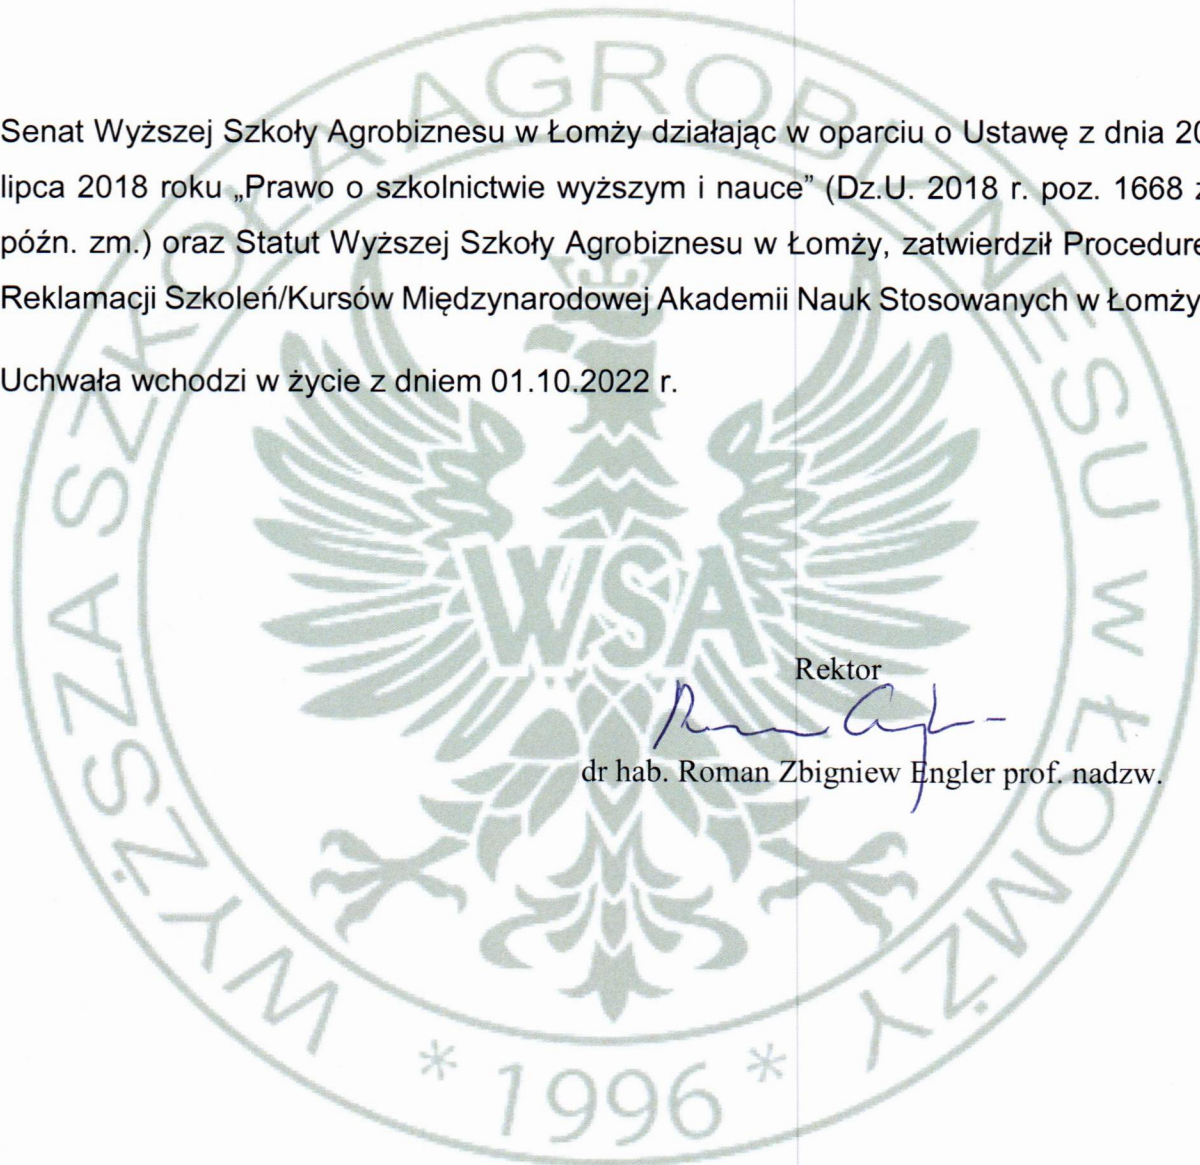 WYŻSZA SZKOŁA AGROBIZNESU W ŁOMŻY
Senat Wyższej Szkoły Agrobiznesu w Łomży działając w oparciu o Ustawę z dnia 20
lipca 2018 roku „Prawo o szkolnictwie wyższym i nauce” (Dz.U. 2018 r. poz. 1668 z
późn. zm.) oraz Statut Wyższej Szkoły Agrobiznesu w Łomży, zatwierdził Procedurę
Reklamacji Szkoleń/Kursów Międzynarodowej Akademii Nauk Stosowanych w Łomży
Uchwała wchodzi w życie z dniem 01.10.2022 r.
WSA
Rektor
dr hab. Roman Zbigniew Engler prof. nadzw.
* 1996 *